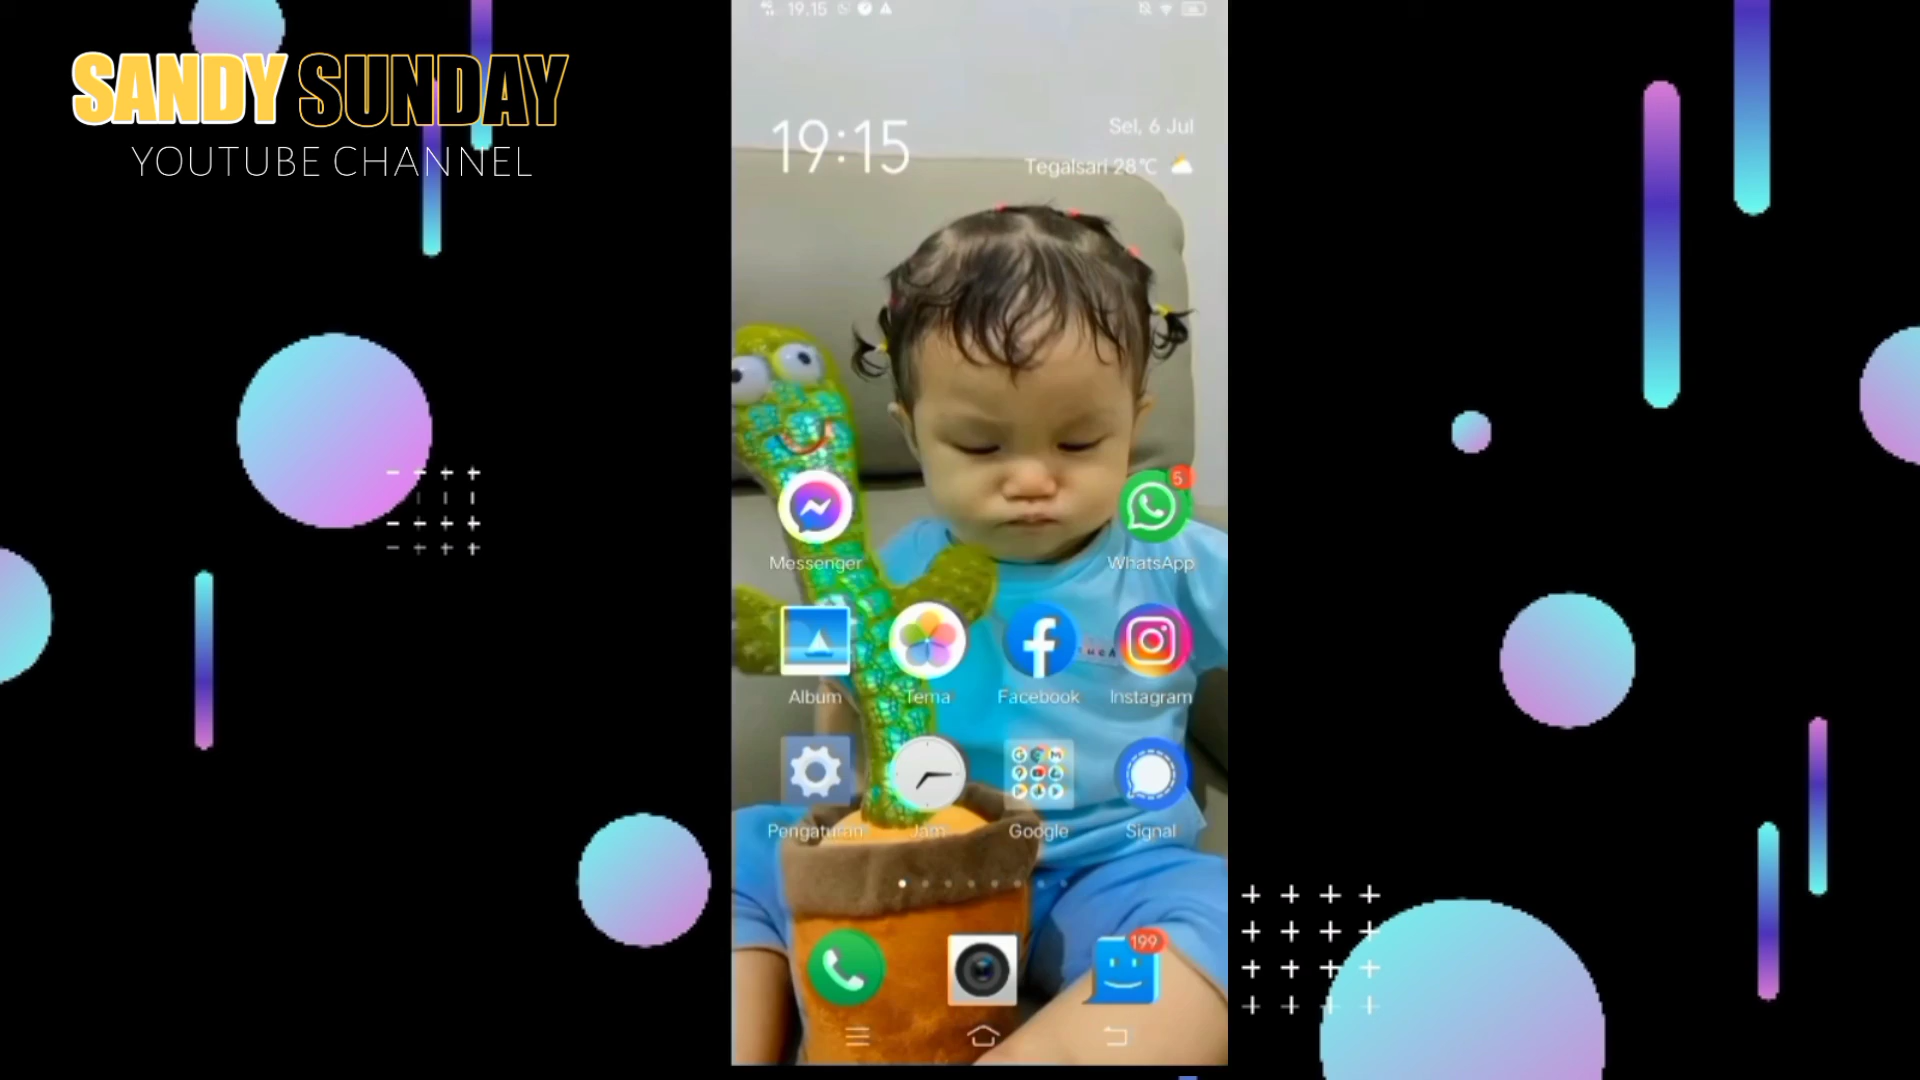 SANDY SUNDAY
YOUTUBE CHANNEL
19.15
19:15
Sel, 6 Jul
Tegalsari 28°C
5
Messenger
WhatsApp
Album
Tema
Facebook
Instagram
Pengaturan
Jam
Google
Signal
199